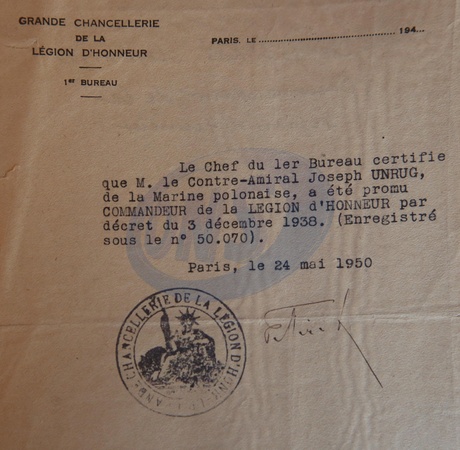 GRANDE CHANCELLERIE
DE LA
LÉGION D'HONNEUR
1er BUREAU
PARIS, LE ........................................ 194...
Le Chef du 1er Bureau certifie
que M. le Contre-Amiral Joseph UNRUG,
de la Marine polonaise, a été promu
COMMANDEUR de la LEGION d'HONNEUR par
décret du 3 décembre 1938. (Enregistré
sous le n° 50.070).
Paris, le 24 mai 1950
CHANCELLERIE DE LA LÉGION D'HONN